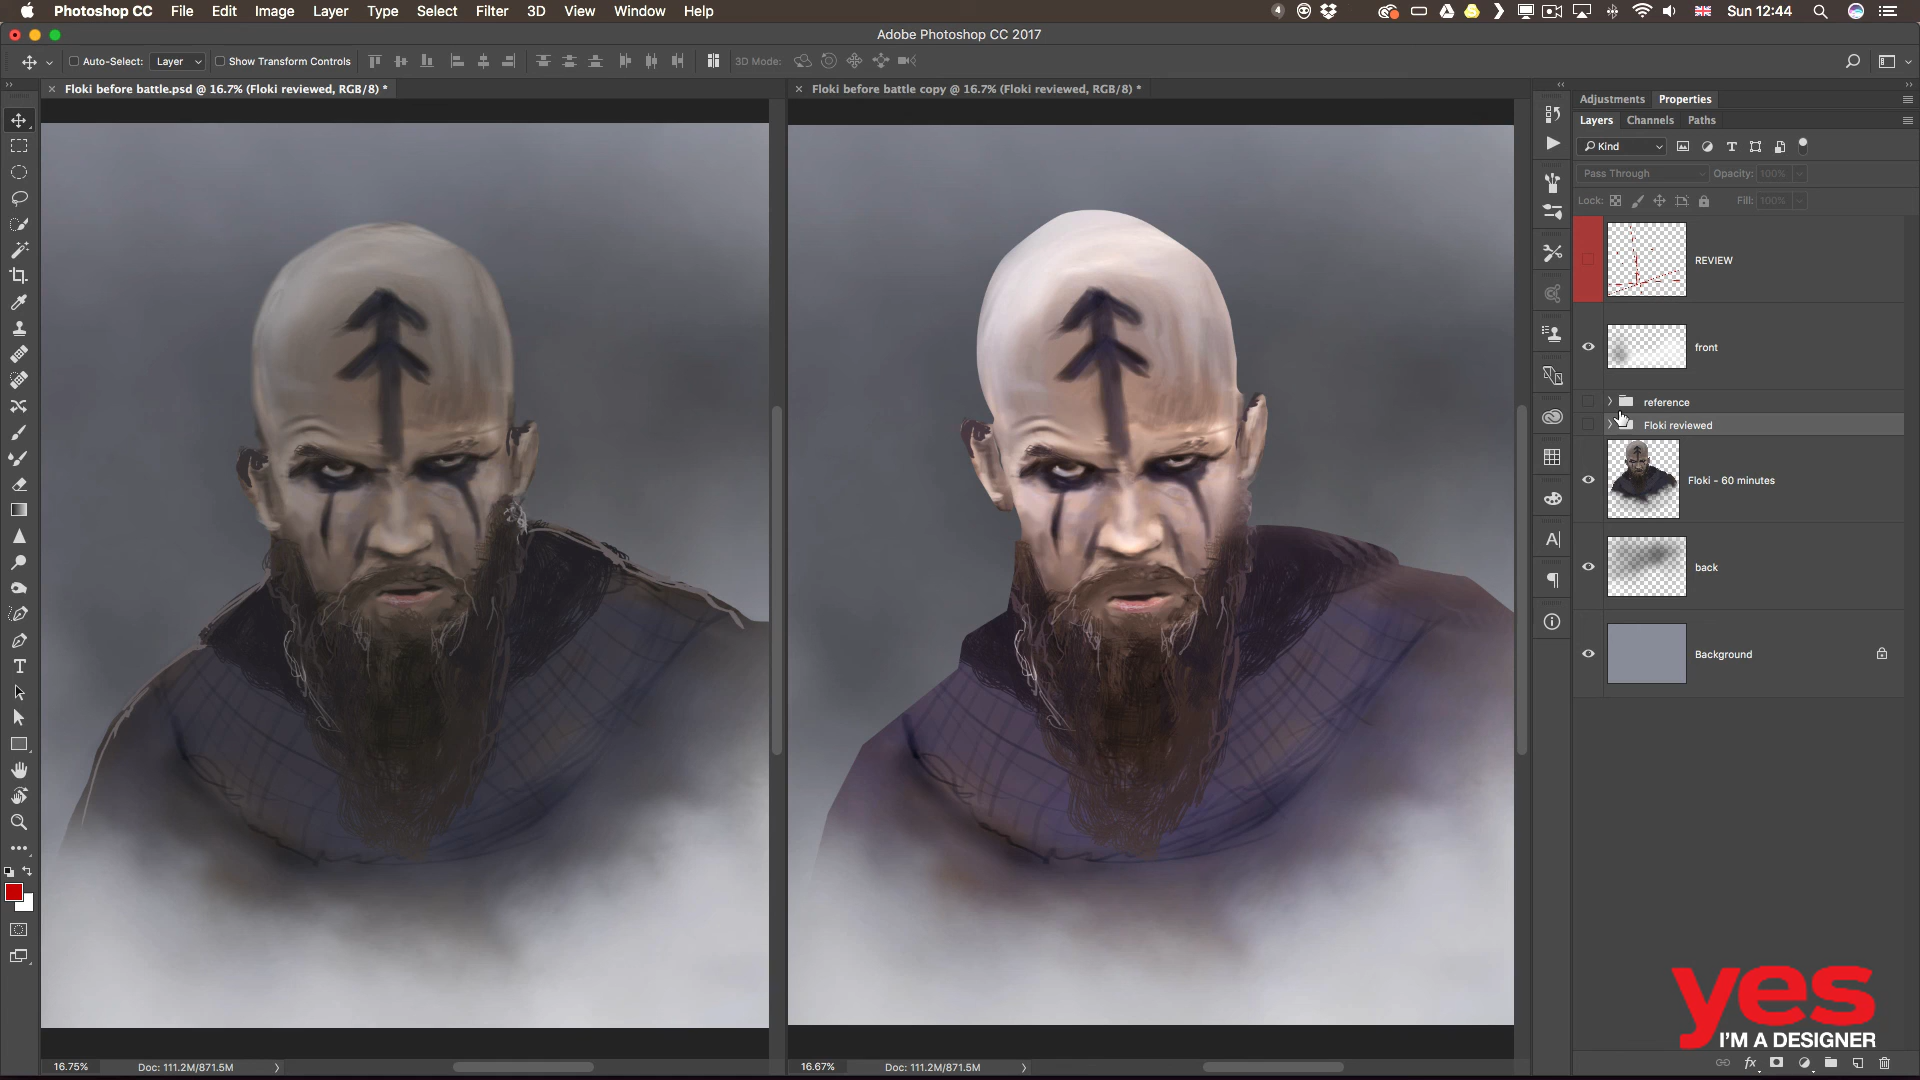 Photoshop CC File Edit Image Layer Type Select Filter 3D View Window Help 4 Sun 12:44
Adobe Photoshop CC 2017
Auto-Select: Layer Show Transform Controls 3D Mode:
Floki before battle.psd @ 16.7% (Floki reviewed, RGB/8) *
Floki before battle copy @ 16.7% (Floki reviewed, RGB/8) *
Adjustments Properties
Layers Channels Paths
Kind
Pass Through Opacity: 100%
Lock: Fill: 100%
REVIEW
front
reference
Floki reviewed
Floki - 60 minutes
back
Background
yes
I'M A DESIGNER
16.75% Doc: 111.2M/871.5M
16.67% Doc: 111.2M/871.5M
fx